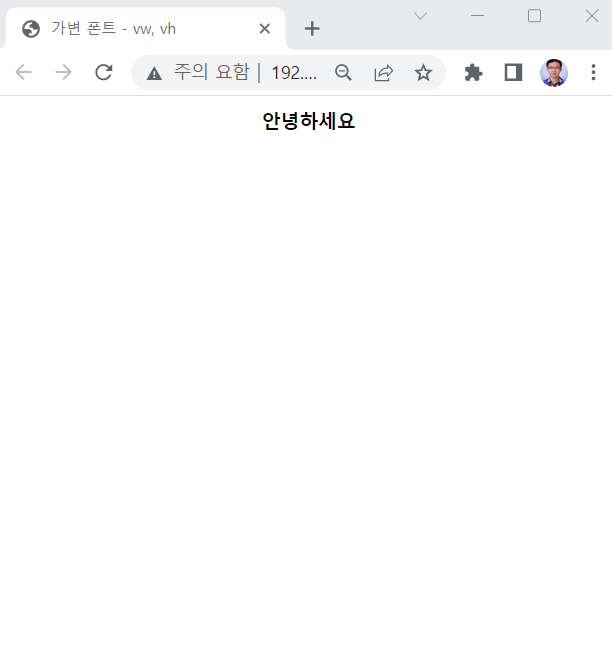 가변 폰트 - vw, vh
주의 요함 | 192....
안녕하세요